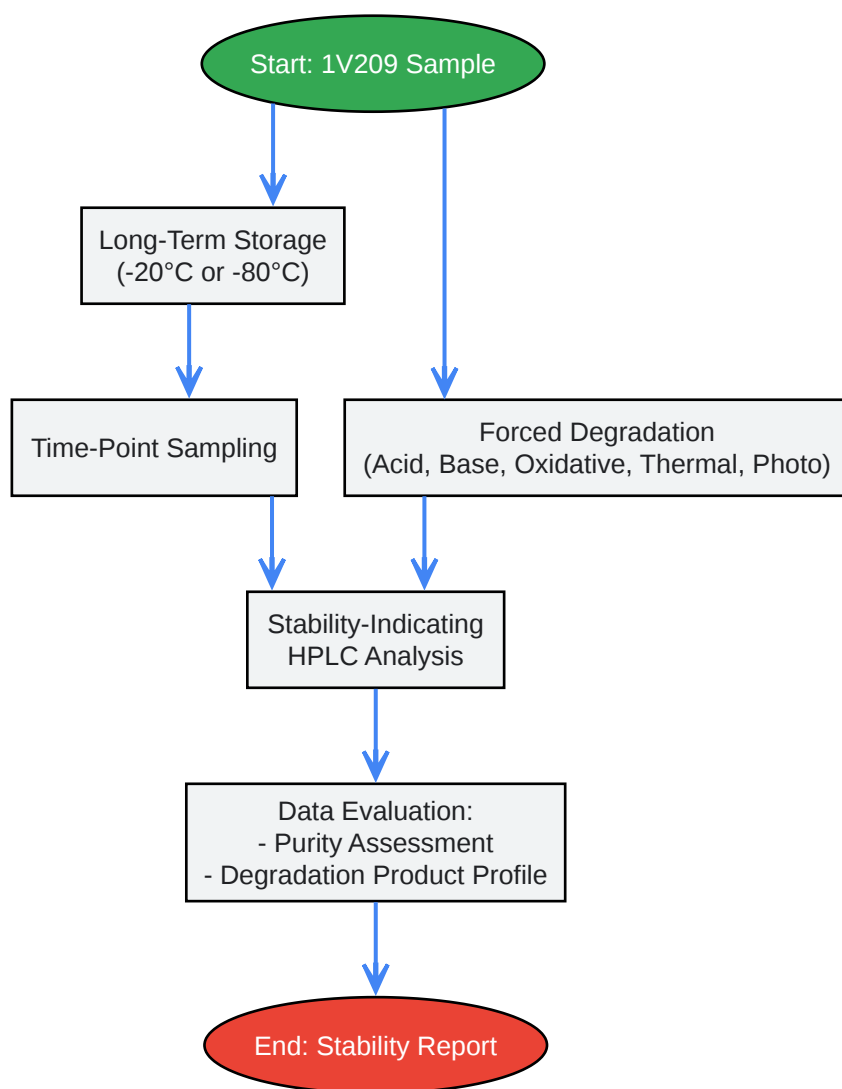 Start: 1V209 Sample
Long-Term Storage
(-20°C or -80°C)
Time-Point Sampling
Forced Degradation
(Acid, Base, Oxidative, Thermal, Photo)
Stability-Indicating
HPLC Analysis
Data Evaluation:
- Purity Assessment
- Degradation Product Profile
End: Stability Report